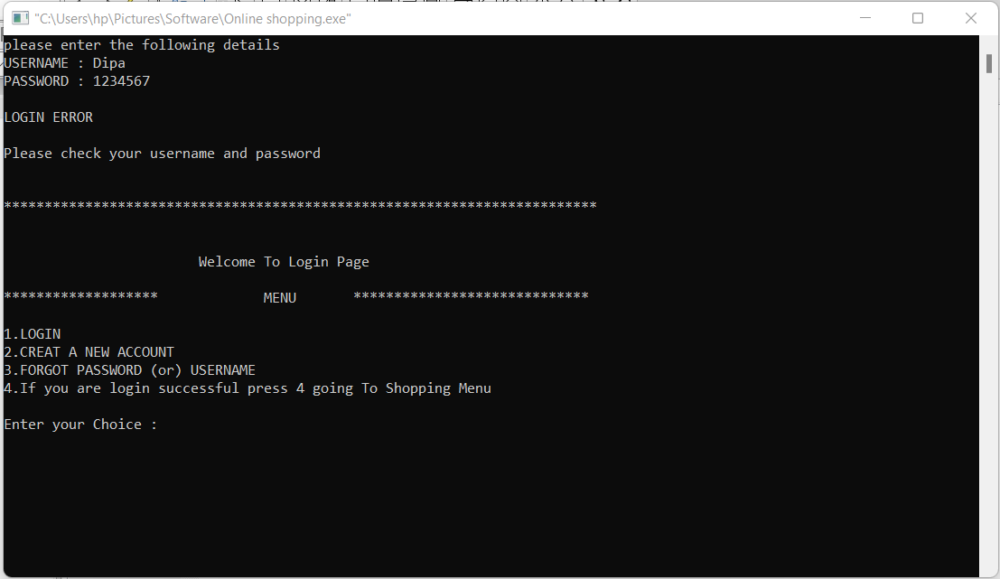 "C:\Users\hp\Pictures\Software\Online shopping.exe"
please enter the following details
USERNAME : Dipa
PASSWORD : 1234567
LOGIN ERROR
Please check your username and password
*************************************************************************
Welcome To Login Page
******************* MENU *****************************
1.LOGIN
2.CREAT A NEW ACCOUNT
3.FORGOT PASSWORD (or) USERNAME
4.If you are login successful press 4 going To Shopping Menu
Enter your Choice :